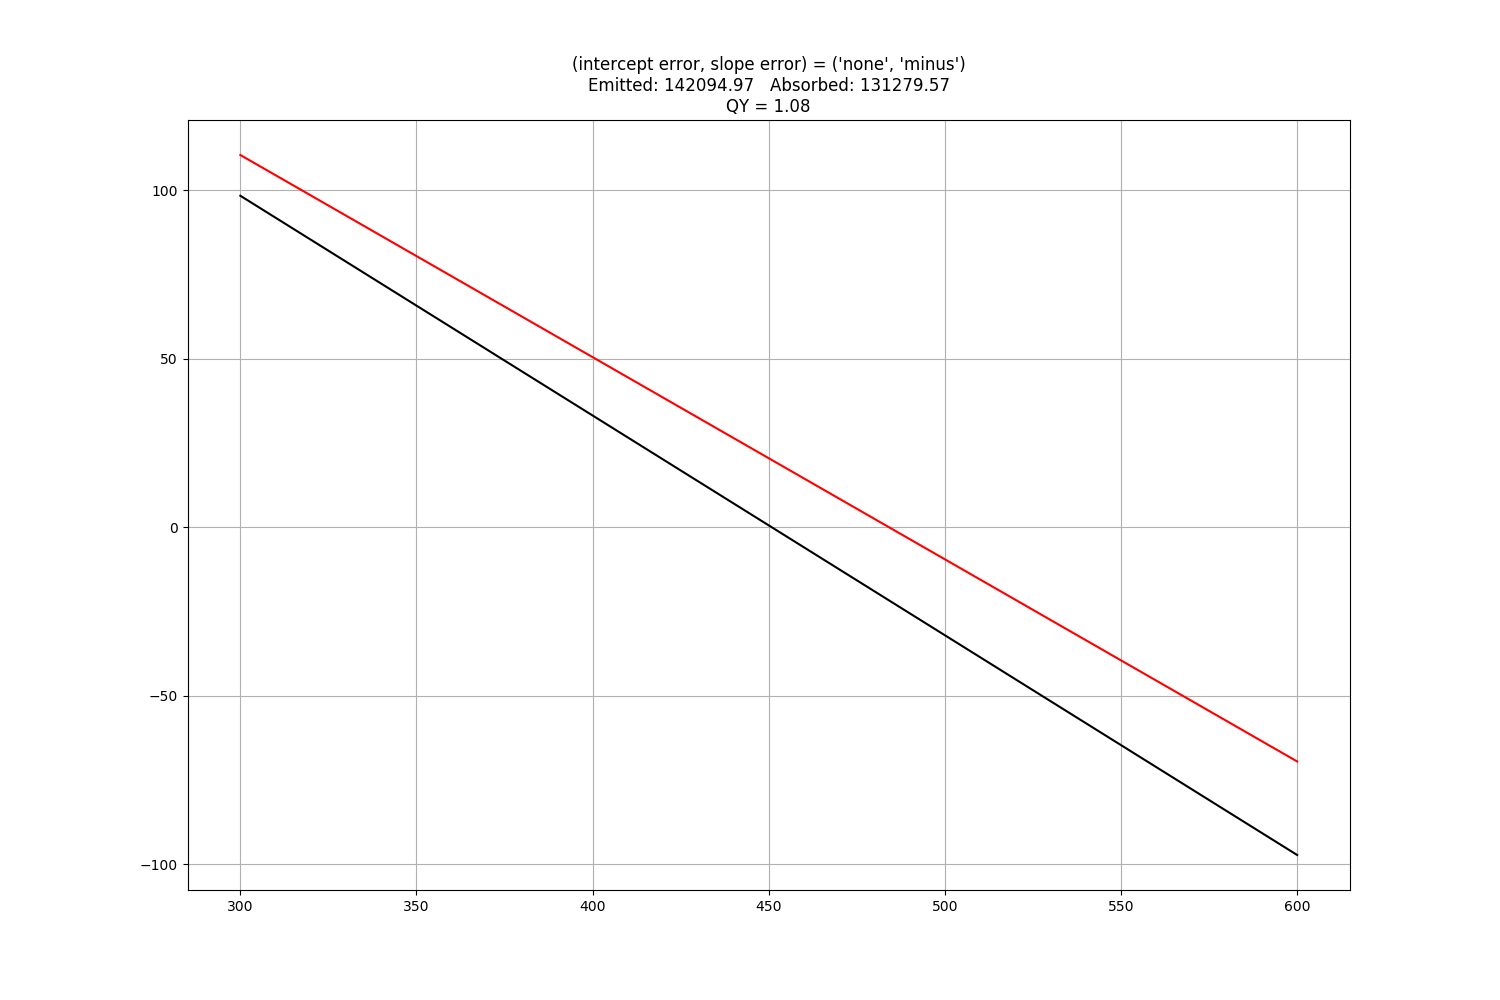 (intercept error, slope error) = ('none', 'minus')
Emitted: 142094.97   Absorbed: 131279.57
QY = 1.08
100
50
0
−50
−100
300 350 400 450 500 550 600